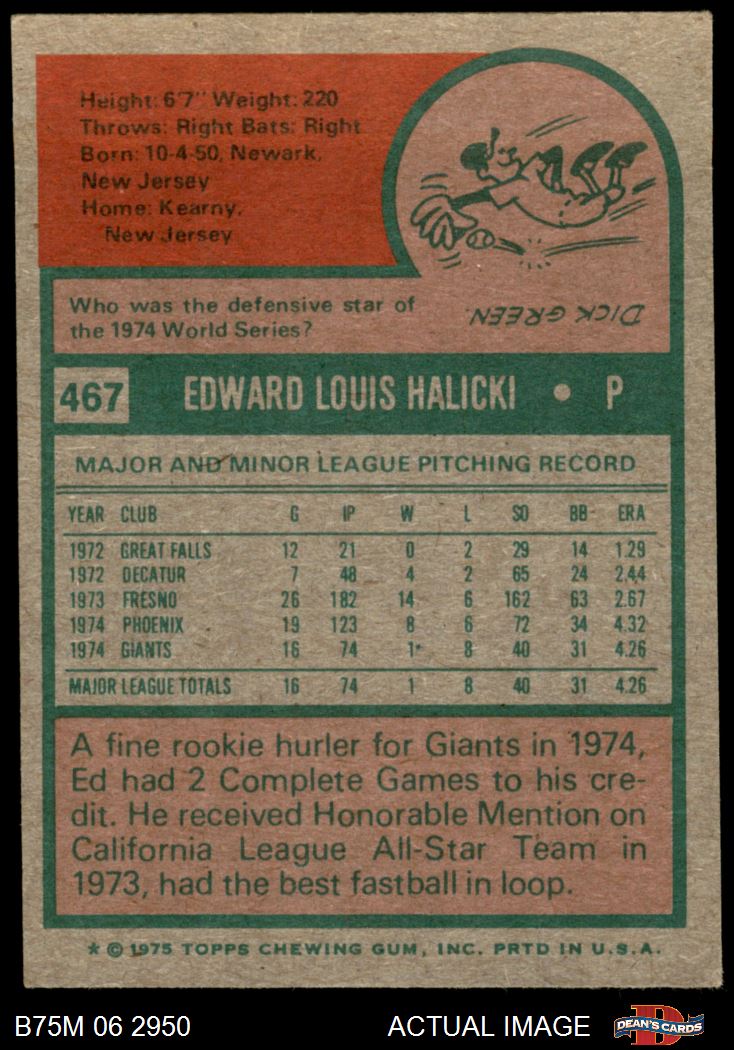 Height: 6'7" Weight: 220
Throws: Right Bats: Right
Born: 10-4-50, Newark,
New Jersey
Home: Kearny,
New Jersey
Who was the defensive star of
the 1974 World Series?
DICK GREEN.
467 EDWARD LOUIS HALICKI • P
MAJOR AND MINOR LEAGUE PITCHING RECORD
YEAR CLUB G IP W L SO BB ERA
1972 GREAT FALLS 12 21 0 2 29 14 1.29
1972 DECATUR 7 48 4 2 65 24 2.44
1973 FRESNO 26 182 14 6 162 63 2.67
1974 PHOENIX 19 123 8 6 72 34 4.32
1974 GIANTS 16 74 1 8 40 31 4.26
MAJOR LEAGUE TOTALS 16 74 1 8 40 31 4.26
A fine rookie hurler for Giants in 1974,
Ed had 2 Complete Games to his cre-
dit. He received Honorable Mention on
California League All-Star Team in
1973, had the best fastball in loop.
* © 1975 TOPPS CHEWING GUM, INC. PRTD IN U.S.A.
B75M 06 2950 ACTUAL IMAGE D DEAN'S CARDS